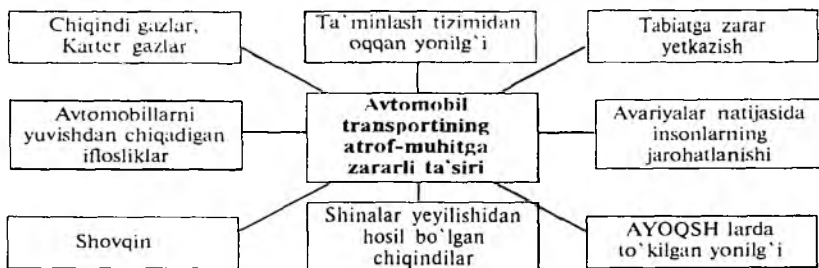 Chiqindi gazlar,
Karter gazlar
Ta`minlash tizimidan
oqqan yonilg`i
Tabiatga zarar
yetkazish
Avtomobillarni
yuvishdan chiqadigan
iflosliklar
Avtomobil
transportining
atrof-muhitga
zararli ta`siri
Avariyalar natijasida
insonlarning
jarohatlanishi
Shovqin
Shinalar yeyilishidan
hosil bo`lgan
chiqindilar
AYOQSH larda
to`kilgan yonilg`i